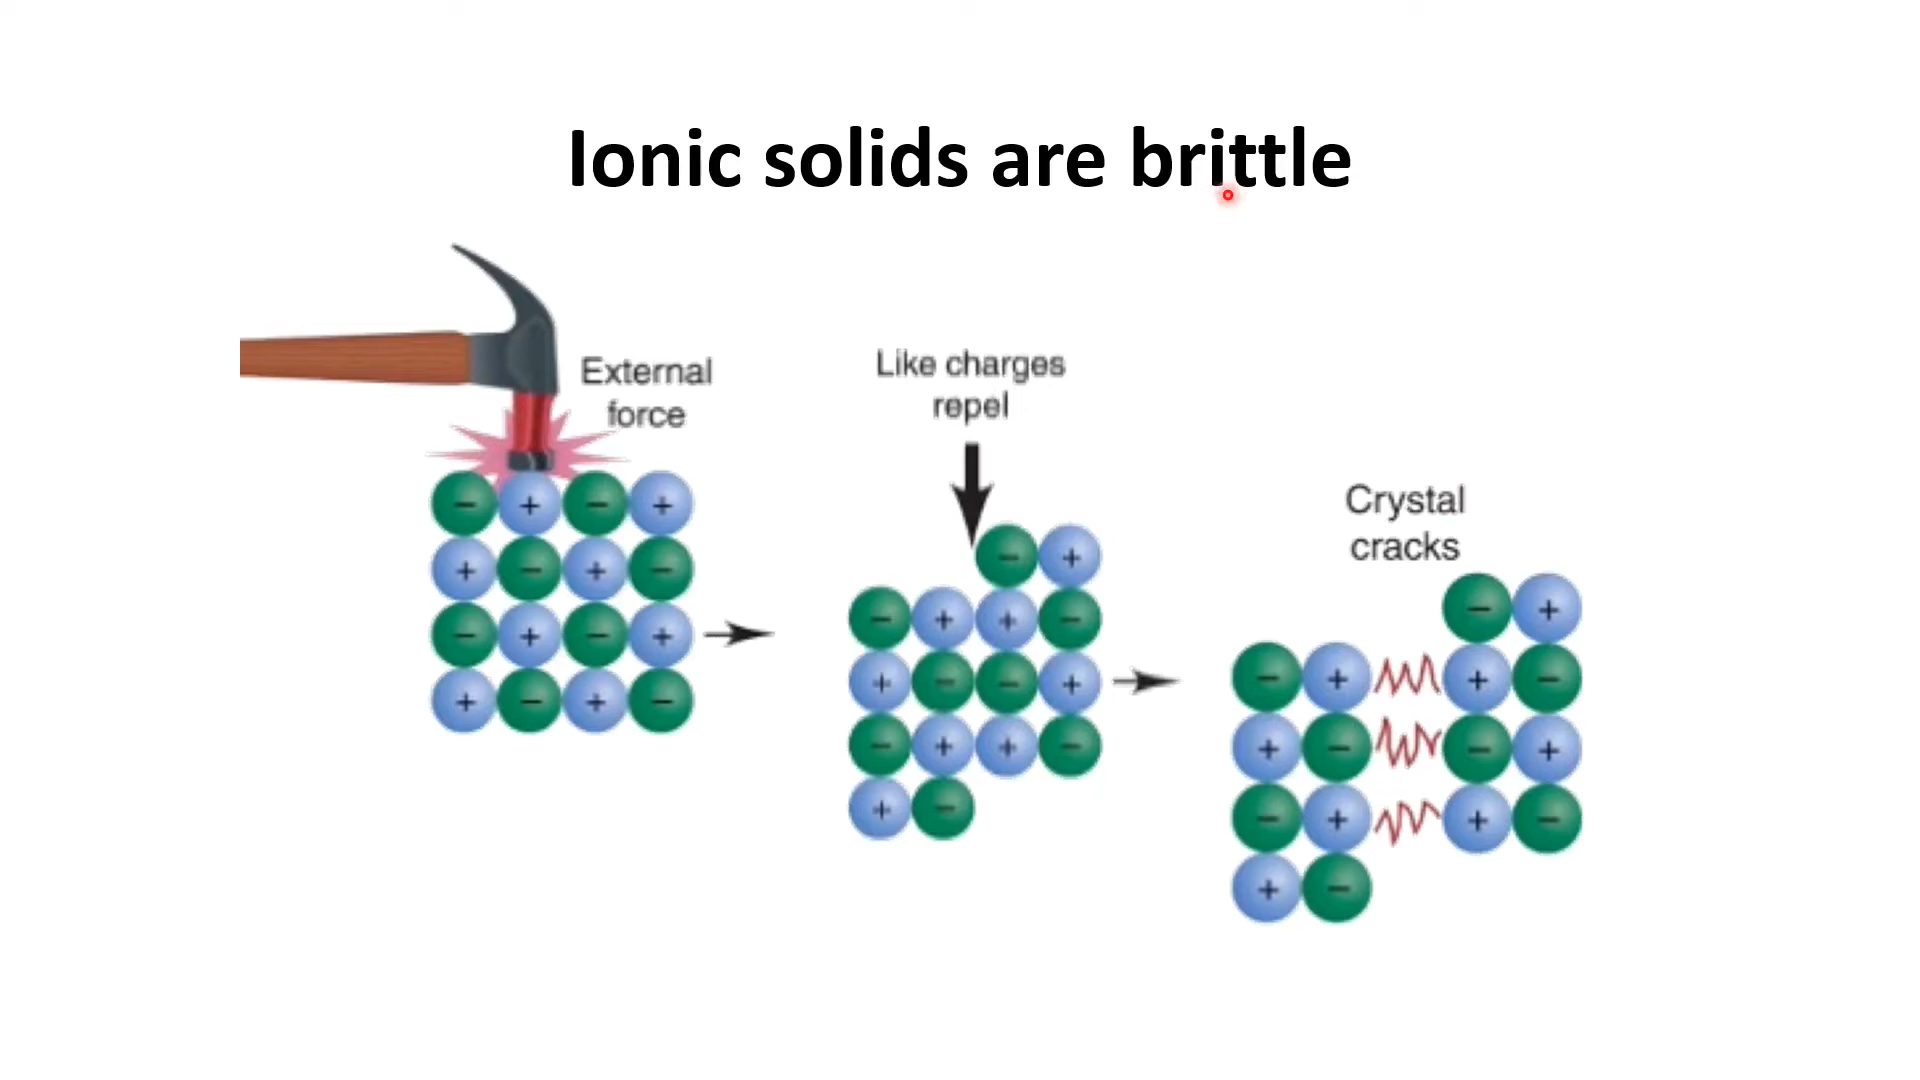 Ionic solids are brittle
External
force
Like charges
repel
Crystal
cracks
− + − +
+ − + −
− + − +
+ − + −
− +
− + + −
+ − − +
− + + −
+ −
− +
− + + −
+ − − +
− + + −
+ −